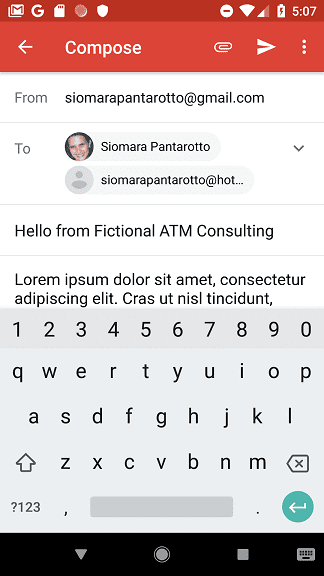 5:07
Compose
From siomarapantarotto@gmail.com
To Siomara Pantarotto
siomarapantarotto@hot...
Hello from Fictional ATM Consulting
Lorem ipsum dolor sit amet, consectetur
adipiscing elit. Cras ut nisl tincidunt,
1 2 3 4 5 6 7 8 9 0
q w e r t y u i o p
a s d f g h j k l
z x c v b n m
?123 , .